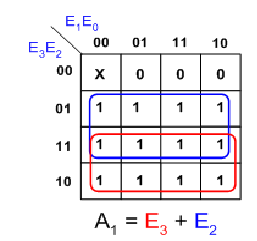 E₁E₀
E₃E₂
00 01 11 10
00 X 0 0 0
01 1 1 1 1
11 1 1 1 1
10 1 1 1 1
A₁ = E₃ + E₂